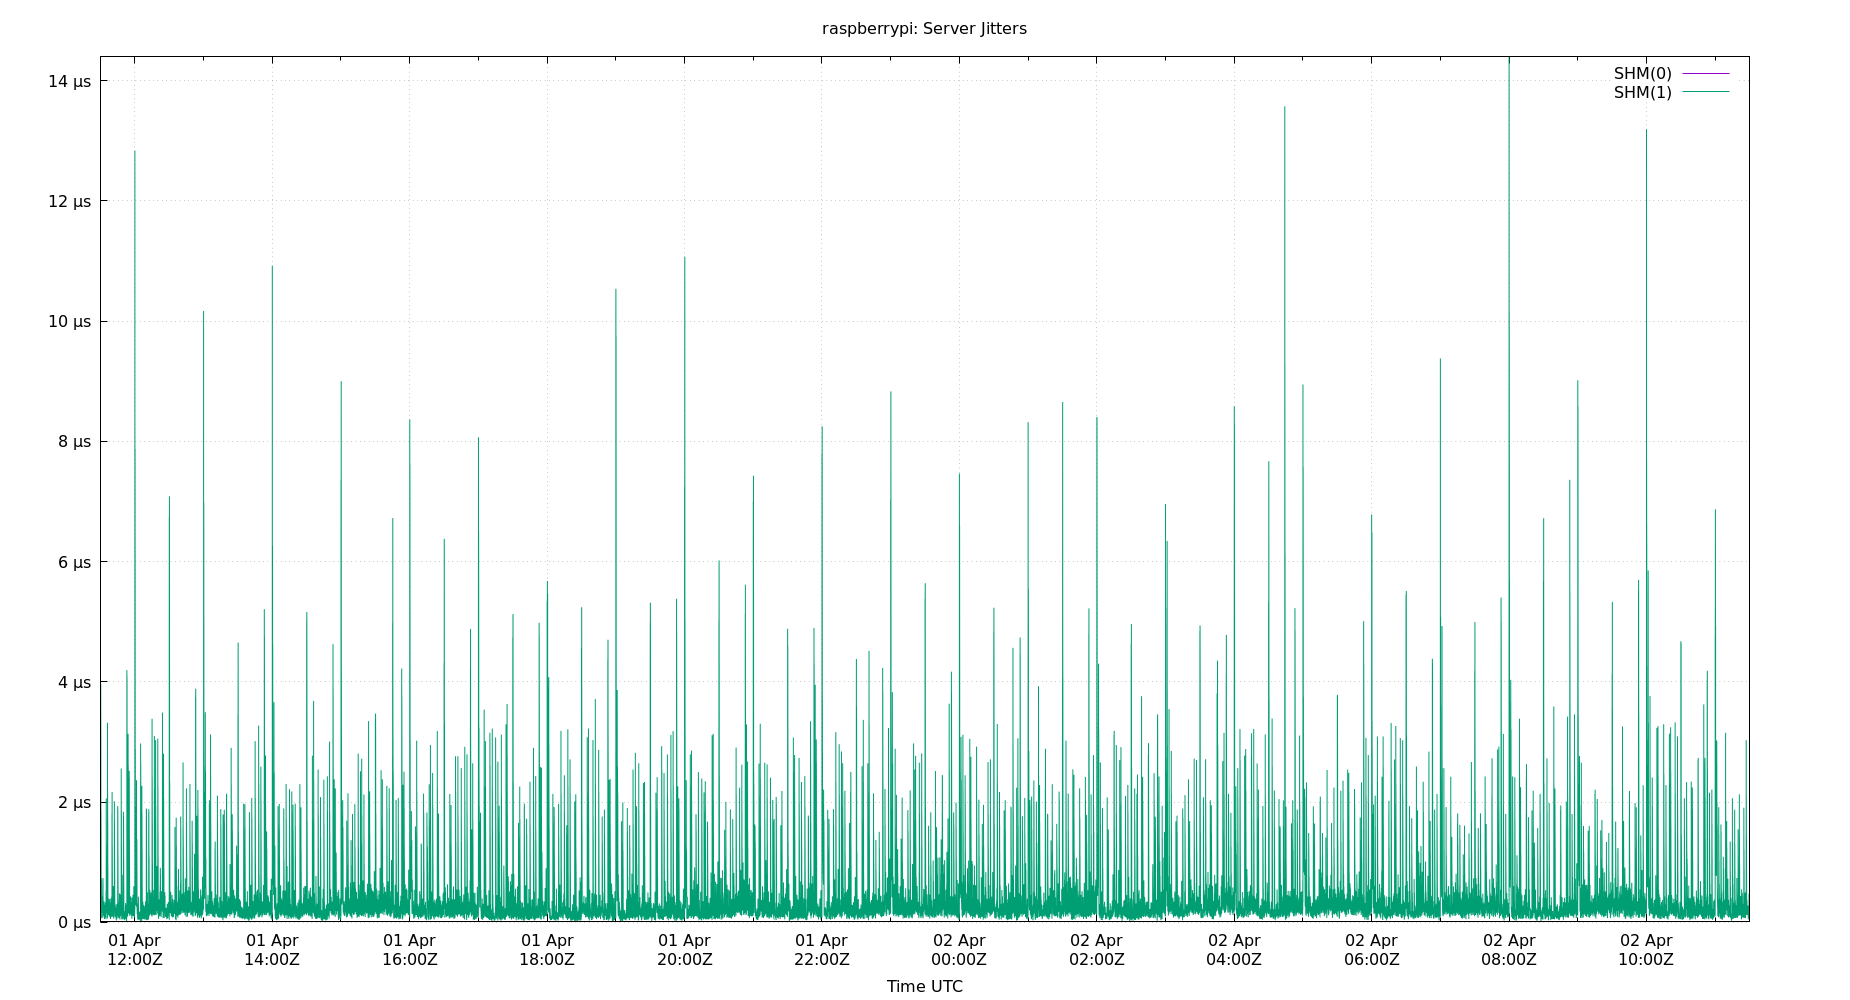 raspberrypi: Server Jitters
SHM(0)
SHM(1)
14 µs
12 µs
10 µs
8 µs
6 µs
4 µs
2 µs
0 µs
01 Apr 01 Apr 01 Apr 01 Apr 01 Apr 01 Apr 02 Apr 02 Apr 02 Apr 02 Apr 02 Apr 02 Apr
12:00Z 14:00Z 16:00Z 18:00Z 20:00Z 22:00Z 00:00Z 02:00Z 04:00Z 06:00Z 08:00Z 10:00Z
Time UTC